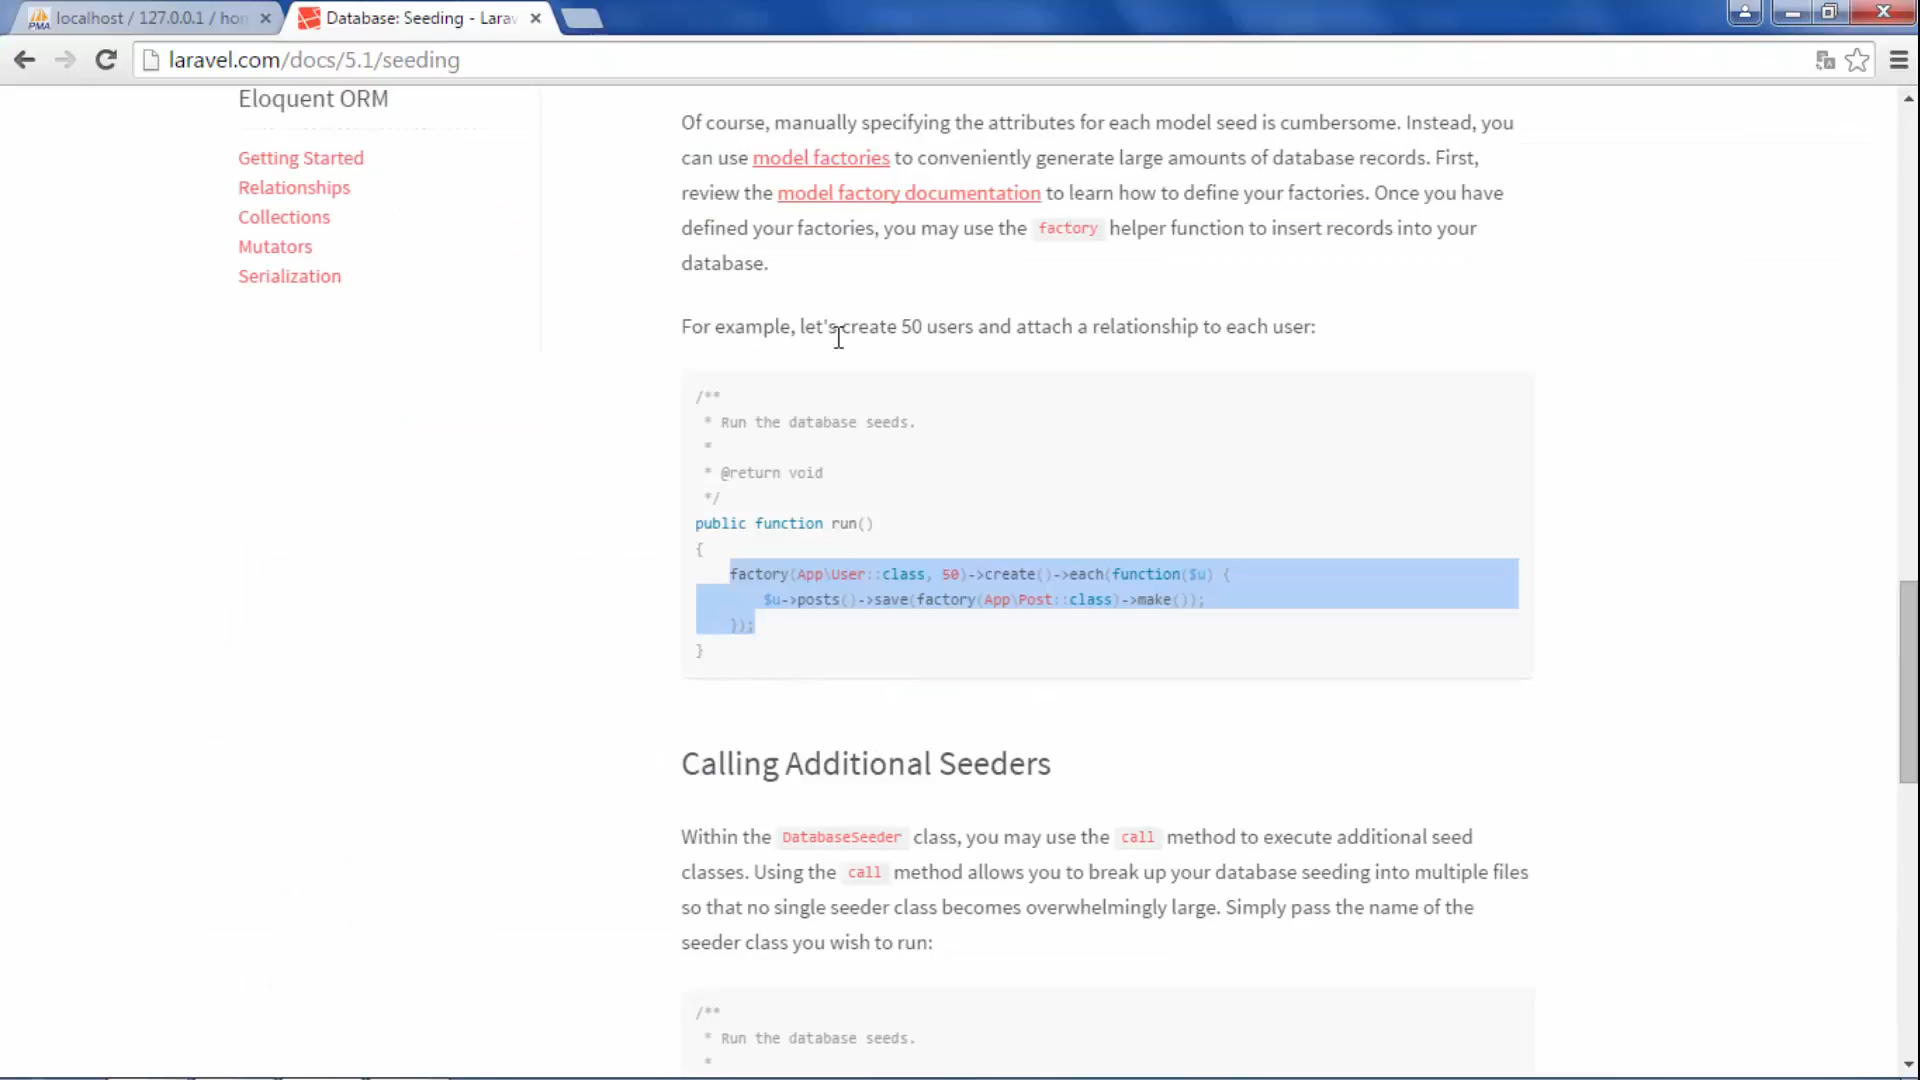 localhost / 127.0.0.1 / hon
Database: Seeding - Larav
laravel.com/docs/5.1/seeding
Eloquent ORM
Getting Started
Relationships
Collections
Mutators
Serialization
Of course, manually specifying the attributes for each model seed is cumbersome. Instead, you
can use model factories to conveniently generate large amounts of database records. First,
review the model factory documentation to learn how to define your factories. Once you have
defined your factories, you may use the factory helper function to insert records into your
database.
For example, let's create 50 users and attach a relationship to each user:
/**
* Run the database seeds.
*
* @return void
*/
public function run()
{
factory(App\User::class, 50)->create()->each(function($u) {
$u->posts()->save(factory(App\Post::class)->make());
});
}
Calling Additional Seeders
Within the DatabaseSeeder class, you may use the call method to execute additional seed
classes. Using the call method allows you to break up your database seeding into multiple files
so that no single seeder class becomes overwhelmingly large. Simply pass the name of the
seeder class you wish to run:
/**
* Run the database seeds.
*